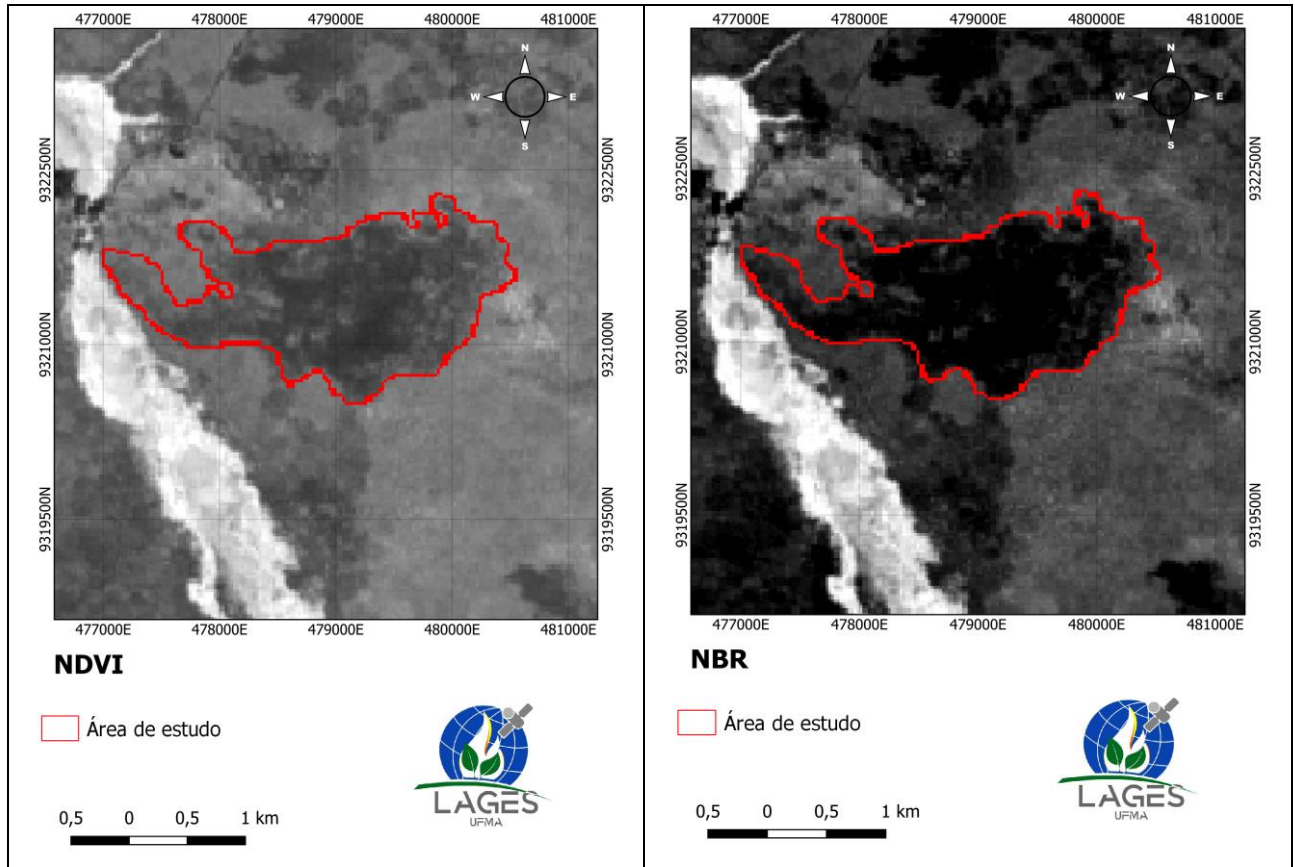 477000E 478000E 479000E 480000E 481000E
N
W E
S
9322500N 9322500N
9321000N 9321000N
9319500N 9319500N
477000E 478000E 479000E 480000E 481000E
NDVI
Área de estudo
LAGES
UFMA
0,5 0 0,5 1 km
477000E 478000E 479000E 480000E 481000E
N
W E
S
9322500N 9322500N
9321000N 9321000N
9319500N 9319500N
477000E 478000E 479000E 480000E 481000E
NBR
Área de estudo
LAGES
UFMA
0,5 0 0,5 1 km